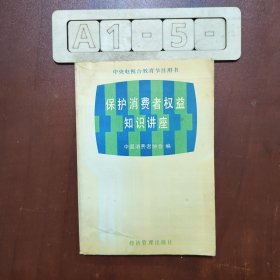 A1-5-
中央电视台教育节目用书
保护消费者权益
知识讲座
中国消费者协会 编
经济管理出版社